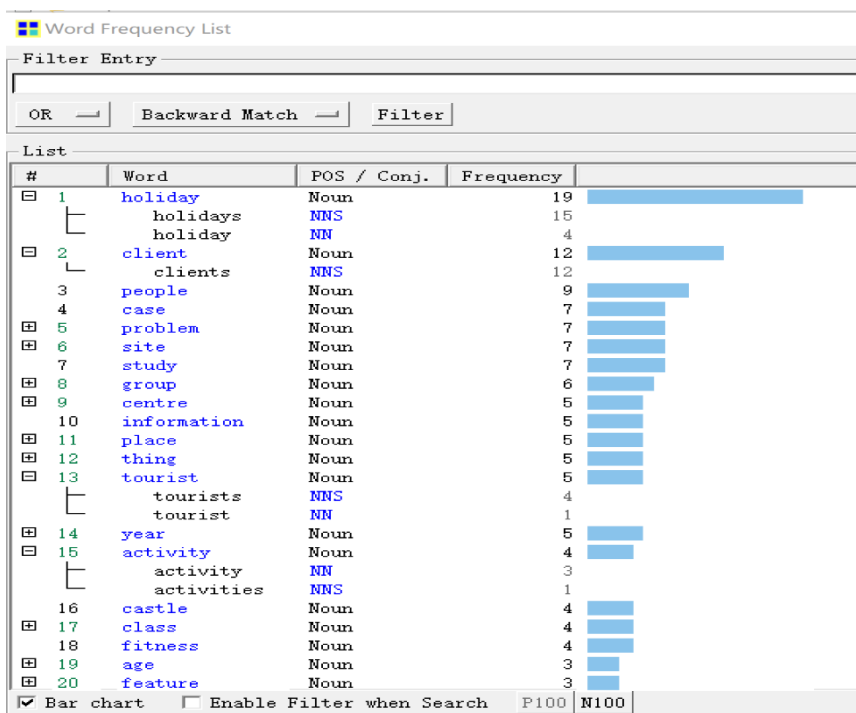 Word Frequency List
Filter Entry
OR Backward Match Filter
List
# Word POS / Conj. Frequency
1 holiday Noun 19
holidays NNS 15
holiday NN 4
2 client Noun 12
clients NNS 12
3 people Noun 9
4 case Noun 7
5 problem Noun 7
6 site Noun 7
7 study Noun 7
8 group Noun 6
9 centre Noun 5
10 information Noun 5
11 place Noun 5
12 thing Noun 5
13 tourist Noun 5
tourists NNS 4
tourist NN 1
14 year Noun 5
15 activity Noun 4
activity NN 3
activities NNS 1
16 castle Noun 4
17 class Noun 4
18 fitness Noun 4
19 age Noun 3
20 feature Noun 3
Bar chart Enable Filter when Search P100 N100